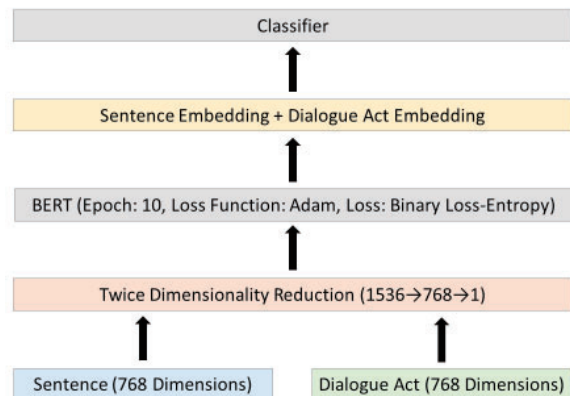 Classifier
Sentence Embedding + Dialogue Act Embedding
BERT (Epoch: 10, Loss Function: Adam, Loss: Binary Loss-Entropy)
Twice Dimensionality Reduction (1536→768→1)
Sentence (768 Dimensions)
Dialogue Act (768 Dimensions)